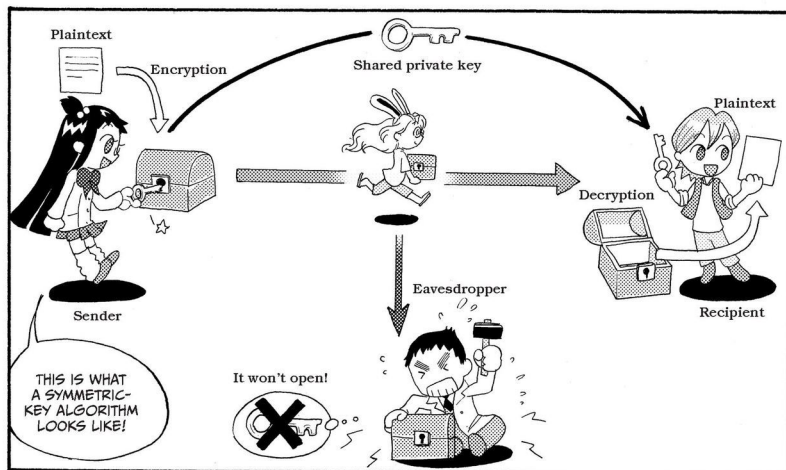 Plaintext
Encryption
Shared private key
Plaintext
Decryption
Sender
Eavesdropper
Recipient
It won't open!
THIS IS WHAT
A SYMMETRIC-
KEY ALGORITHM
LOOKS LIKE!